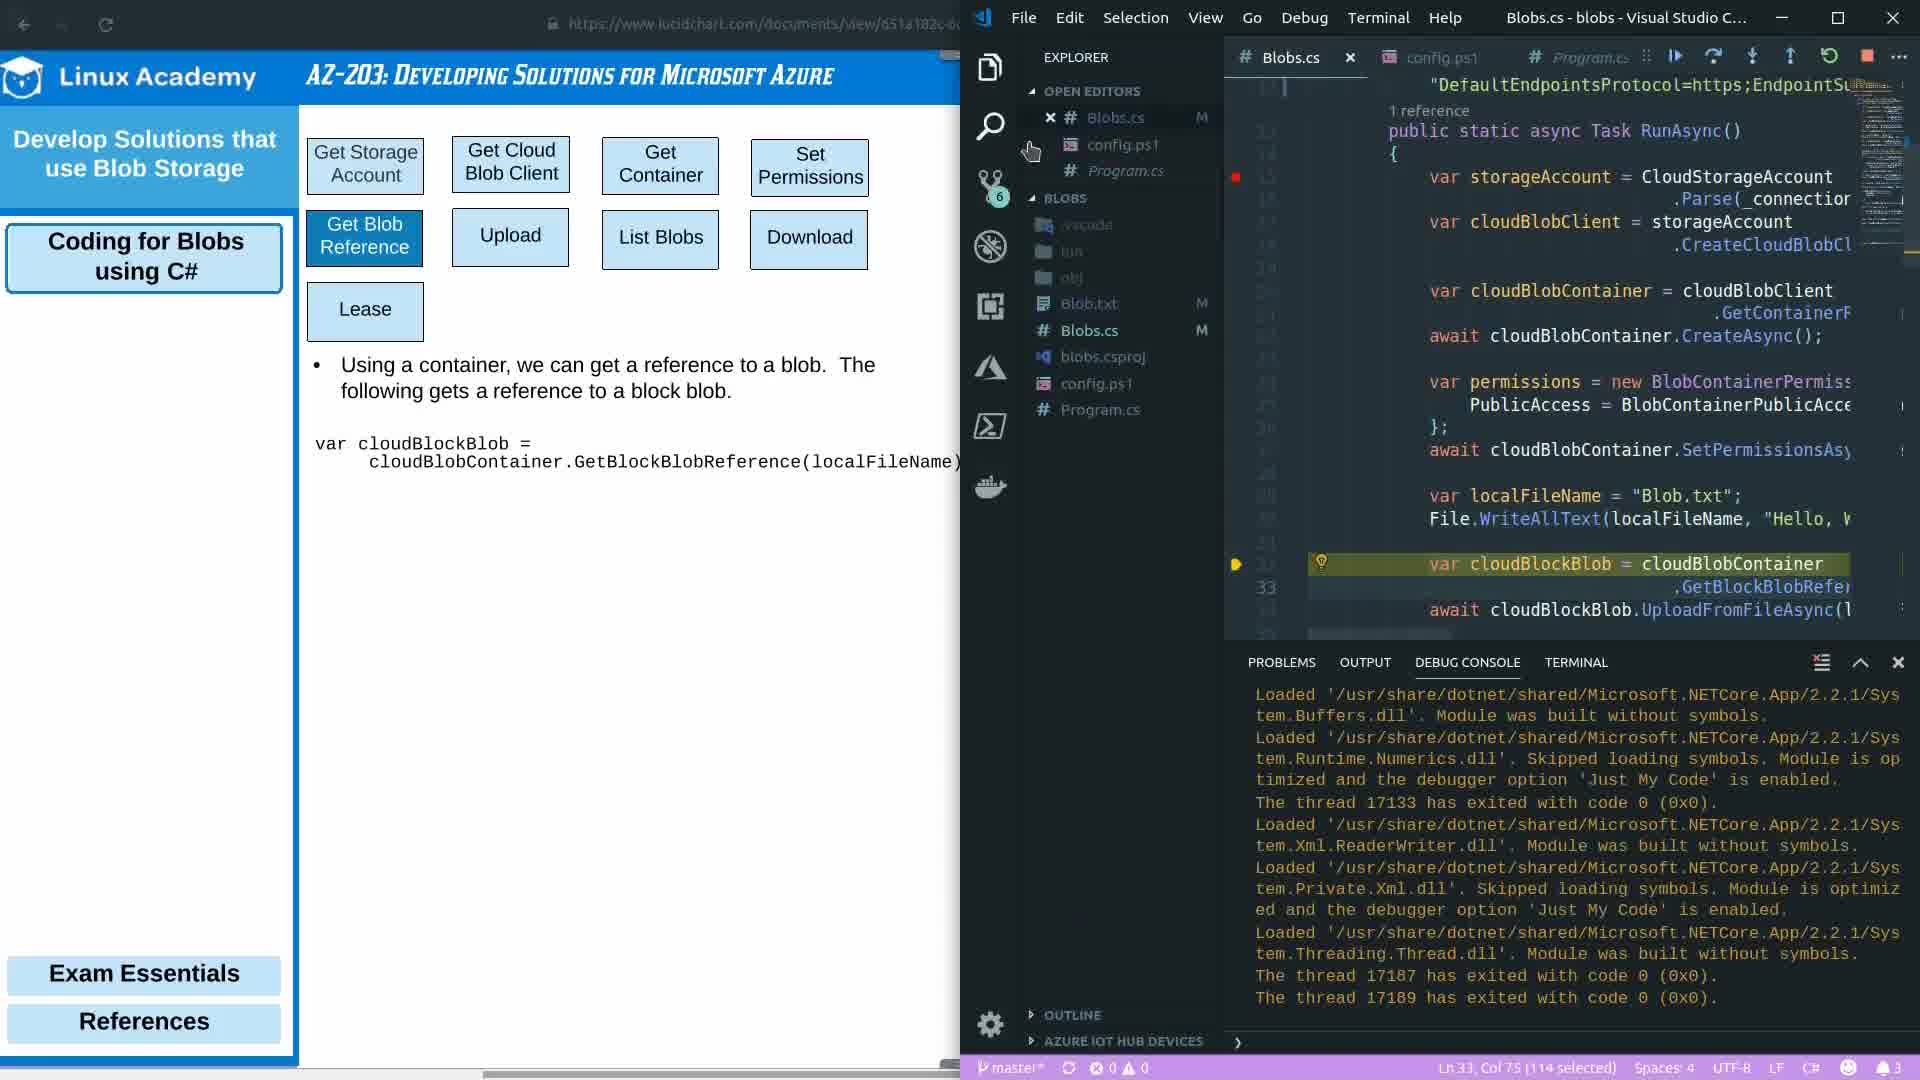 https://www.lucidchart.com/documents/view/
Linux Academy
AZ-203: Developing Solutions for Microsoft Azure
Develop Solutions that
use Blob Storage
Coding for Blobs
using C#
Exam Essentials
References
Get Storage
Account
Get Cloud
Blob Client
Get
Container
Set
Permissions
Get Blob
Reference
Upload
List Blobs
Download
Lease
• Using a container, we can get a reference to a blob.  The
following gets a reference to a block blob.
var cloudBlockBlob =
cloudBlobContainer.GetBlockBlobReference(localFileName)
File Edit Selection View Go Debug Terminal Help Blobs.cs - blobs - Visual Studio C...
EXPLORER
OPEN EDITORS
Blobs.cs M
config.ps1
Program.cs
6
BLOBS
.vscode
bin
obj
Blob.txt M
Blobs.cs M
blobs.csproj
config.ps1
Program.cs
OUTLINE
AZURE IOT HUB DEVICES
# Blobs.cs config.ps1 # Program.cs
"DefaultEndpointsProtocol=https;EndpointSu
1 reference
public static async Task RunAsync()
{
var storageAccount = CloudStorageAccount
.Parse(_connection
var cloudBlobClient = storageAccount
.CreateCloudBlobCl
var cloudBlobContainer = cloudBlobClient
.GetContainerR
await cloudBlobContainer.CreateAsync();
var permissions = new BlobContainerPermiss
PublicAccess = BlobContainerPublicAcce
};
await cloudBlobContainer.SetPermissionsAsy
var localFileName = "Blob.txt";
File.WriteAllText(localFileName, "Hello, W
var cloudBlockBlob = cloudBlobContainer
33 .GetBlockBlobRefer
await cloudBlockBlob.UploadFromFileAsync(l
PROBLEMS OUTPUT DEBUG CONSOLE TERMINAL
Loaded '/usr/share/dotnet/shared/Microsoft.NETCore.App/2.2.1/Sys
tem.Buffers.dll'. Module was built without symbols.
Loaded '/usr/share/dotnet/shared/Microsoft.NETCore.App/2.2.1/Sys
tem.Runtime.Numerics.dll'. Skipped loading symbols. Module is op
timized and the debugger option 'Just My Code' is enabled.
The thread 17133 has exited with code 0 (0x0).
Loaded '/usr/share/dotnet/shared/Microsoft.NETCore.App/2.2.1/Sys
tem.Xml.ReaderWriter.dll'. Module was built without symbols.
Loaded '/usr/share/dotnet/shared/Microsoft.NETCore.App/2.2.1/Sys
tem.Private.Xml.dll'. Skipped loading symbols. Module is optimiz
ed and the debugger option 'Just My Code' is enabled.
Loaded '/usr/share/dotnet/shared/Microsoft.NETCore.App/2.2.1/Sys
tem.Threading.Thread.dll'. Module was built without symbols.
The thread 17187 has exited with code 0 (0x0).
The thread 17189 has exited with code 0 (0x0).
master* 0 0 Ln 33, Col 75 (114 selected) Spaces: 4 UTF-8 LF C# 3